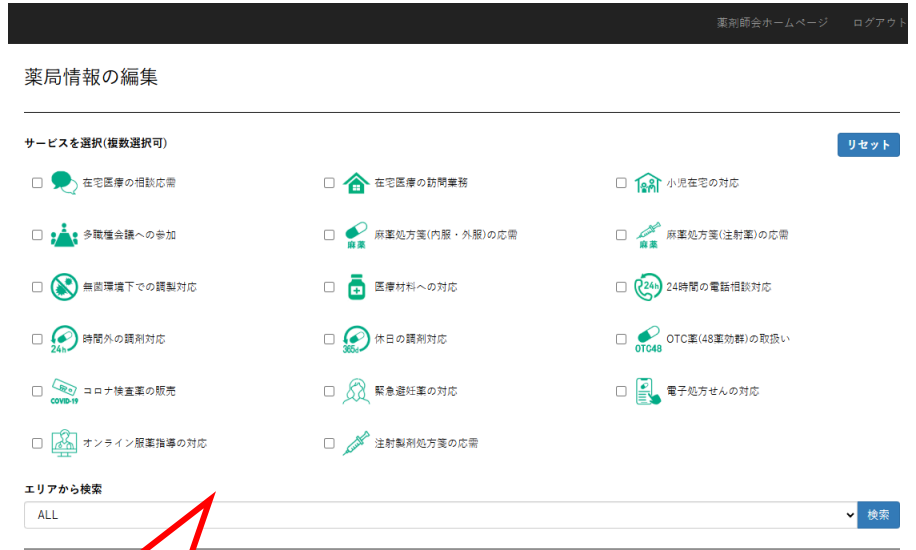 薬剤師会ホームページ ログアウト
薬局情報の編集
サービスを選択(複数選択可) リセット
在宅医療の相談応需 在宅医療の訪問業務 小児在宅の対応
多職種会議への参加 麻薬 麻薬処方箋(内服・外服)の応需 麻薬 麻薬処方箋(注射薬)の応需
無菌環境下での調製対応 医療材料への対応 24h 24時間の電話相談対応
24h 時間外の調剤対応 365d 休日の調剤対応 OTC48 OTC薬(48薬効群)の取扱い
COVID-19 コロナ検査薬の販売 緊急避妊薬の対応 電子処方せんの対応
オンライン服薬指導の対応 注射製剤処方箋の応需
エリアから検索
ALL 検索